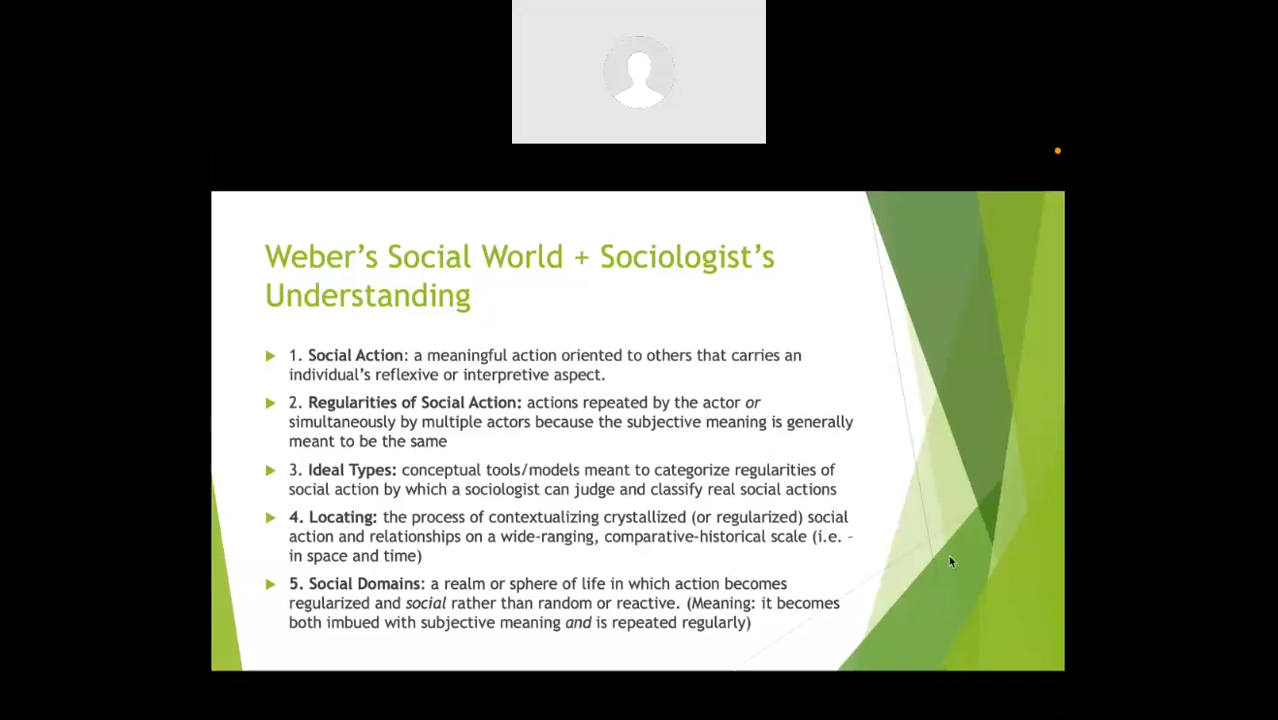 Weber’s Social World + Sociologist’s
Understanding
1. Social Action: a meaningful action oriented to others that carries an
individual’s reflexive or interpretive aspect.
2. Regularities of Social Action: actions repeated by the actor or
simultaneously by multiple actors because the subjective meaning is generally
meant to be the same
3. Ideal Types: conceptual tools/models meant to categorize regularities of
social action by which a sociologist can judge and classify real social actions
4. Locating: the process of contextualizing crystallized (or regularized) social
action and relationships on a wide-ranging, comparative-historical scale (i.e. –
in space and time)
5. Social Domains: a realm or sphere of life in which action becomes
regularized and social rather than random or reactive. (Meaning: it becomes
both imbued with subjective meaning and is repeated regularly)